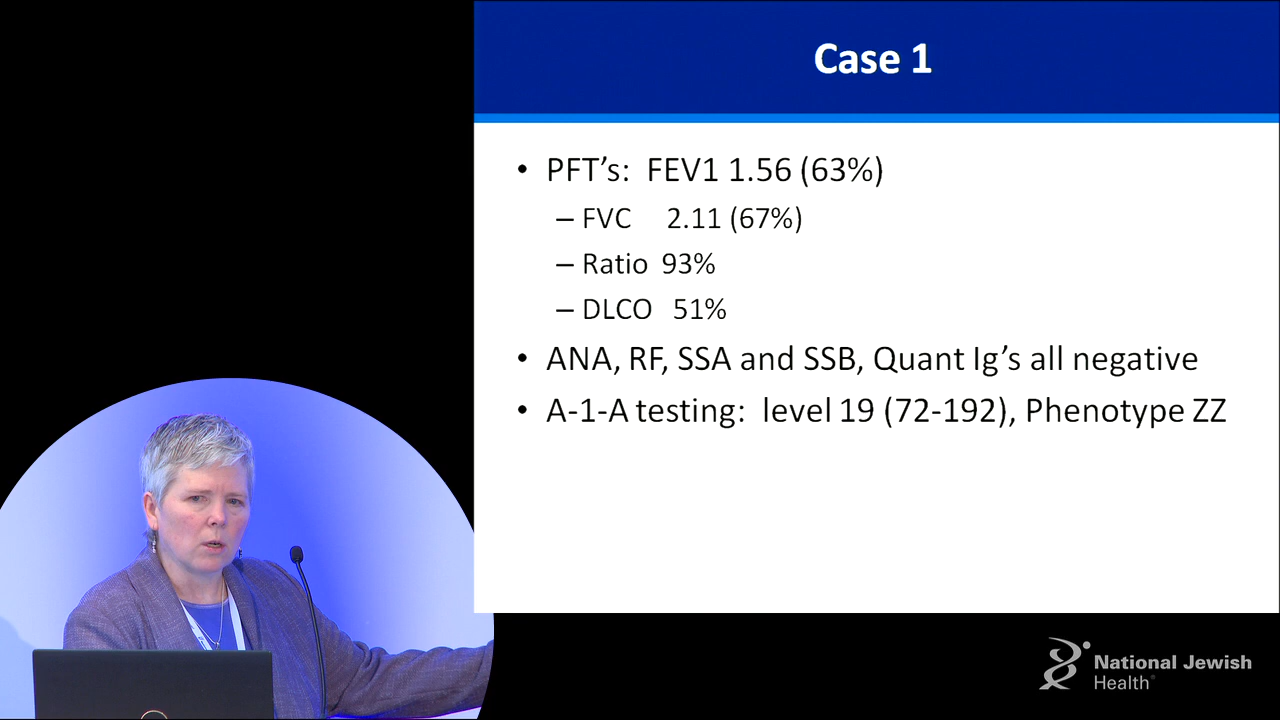 Case 1
• PFT's: FEV1 1.56 (63%)
– FVC 2.11 (67%)
– Ratio 93%
– DLCO 51%
• ANA, RF, SSA and SSB, Quant Ig's all negative
• A-1-A testing: level 19 (72-192), Phenotype ZZ
National Jewish
Health®